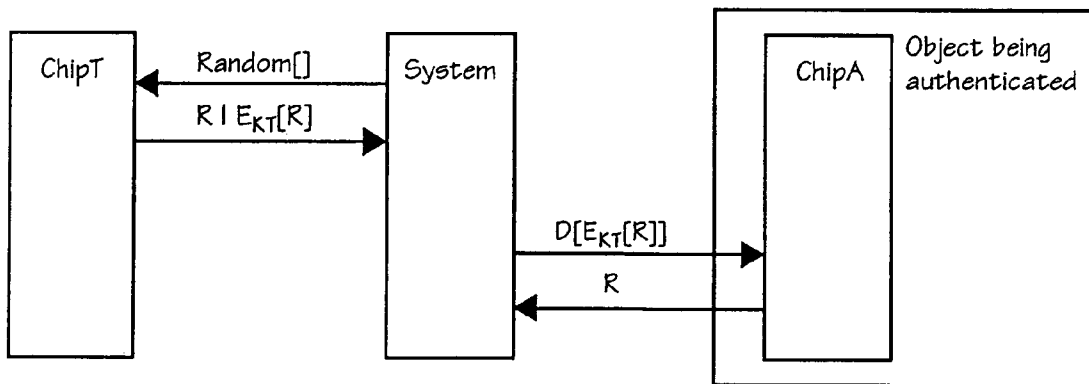 ChipT
Random[]
R | E_KT[R]
System
D[E_KT[R]]
R
ChipA
Object being
authenticated